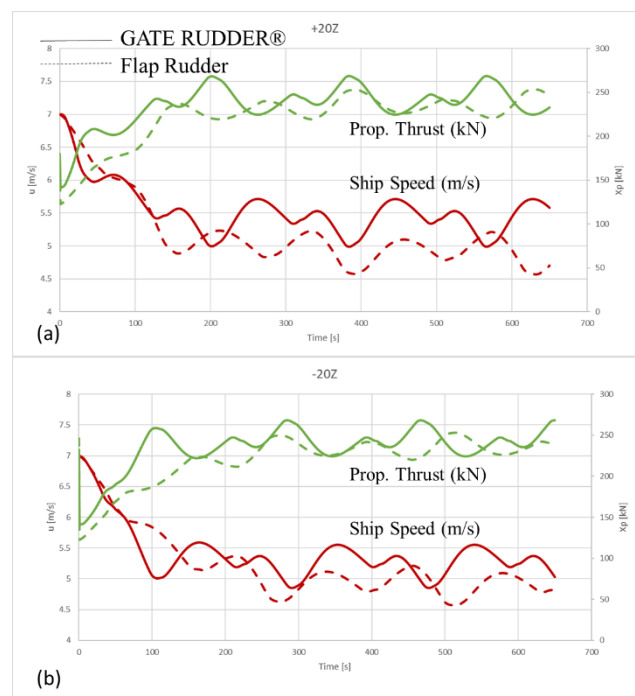 +20Z
GATE RUDDER®
Flap Rudder
8
7.5
7
6.5
6
5.5
5
4.5
4
u [m/s]
300
250
200
150
100
50
0
Xp [kN]
Prop. Thrust (kN)
Ship Speed (m/s)
0 100 200 300 400 500 600 700
Time [s]
(a)
-20Z
8
7.5
7
6.5
6
5.5
5
4.5
4
u [m/s]
300
250
200
150
100
50
0
Xp [kN]
Prop. Thrust (kN)
Ship Speed (m/s)
0 100 200 300 400 500 600 700
Time [s]
(b)